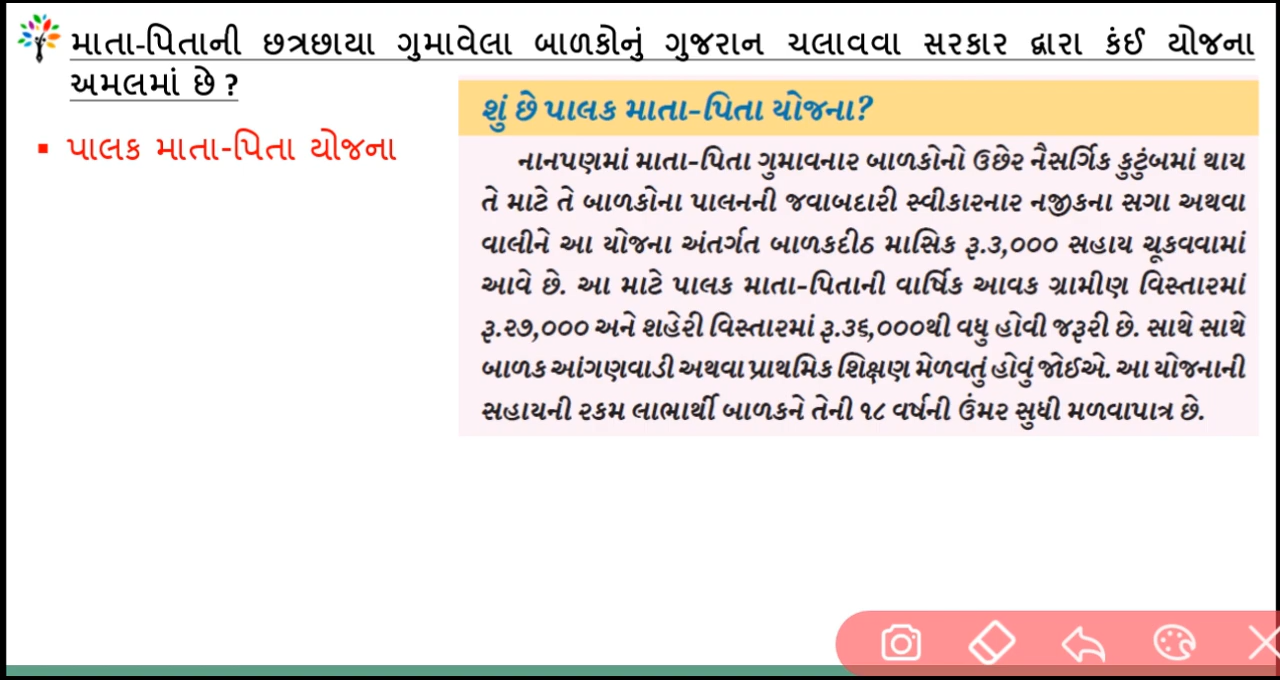 માતા-પિતાની છત્રછાયા ગુમાવેલા બાળકોનું ગુજરાન ચલાવવા સરકાર દ્વારા કંઈ યોજના
અમલમાં છે ?
▪ પાલક માતા-પિતા યોજના
શું છે પાલક માતા-પિતા યોજના?
નાનપણમાં માતા-પિતા ગુમાવનાર બાળકોનો ઉછેર નૈસર્ગિક કુટુંબમાં થાય
તે માટે તે બાળકોના પાલનની જવાબદારી સ્વીકારનાર નજીકના સગા અથવા
વાલીને આ યોજના અંતર્ગત બાળકદીઠ માસિક રૂ.૩,૦૦૦ સહાય ચૂકવવામાં
આવે છે. આ માટે પાલક માતા-પિતાની વાર્ષિક આવક ગ્રામીણ વિસ્તારમાં
રૂ.૨૭,૦૦૦ અને શહેરી વિસ્તારમાં રૂ.૩૬,૦૦૦થી વધુ હોવી જરૂરી છે. સાથે સાથે
બાળક આંગણવાડી અથવા પ્રાથમિક શિક્ષણ મેળવતું હોવું જોઈએ. આ યોજનાની
સહાયની રકમ લાભાર્થી બાળકને તેની ૧૮ વર્ષની ઉંમર સુધી મળવાપાત્ર છે.